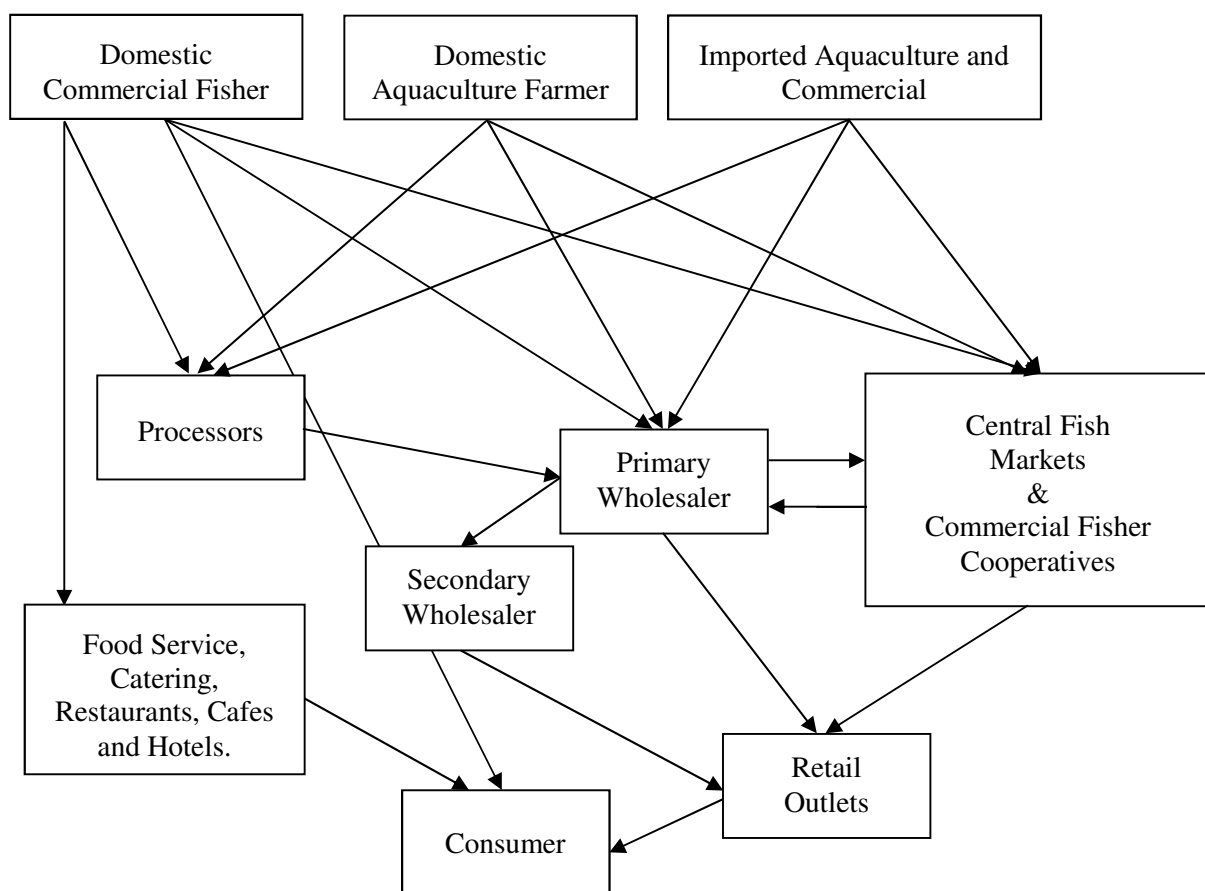 Domestic
Commercial Fisher
Domestic
Aquaculture Farmer
Imported Aquaculture and
Commercial
Processors
Primary
Wholesaler
Central Fish
Markets
&
Commercial Fisher
Cooperatives
Secondary
Wholesaler
Food Service,
Catering,
Restaurants, Cafes
and Hotels.
Retail
Outlets
Consumer